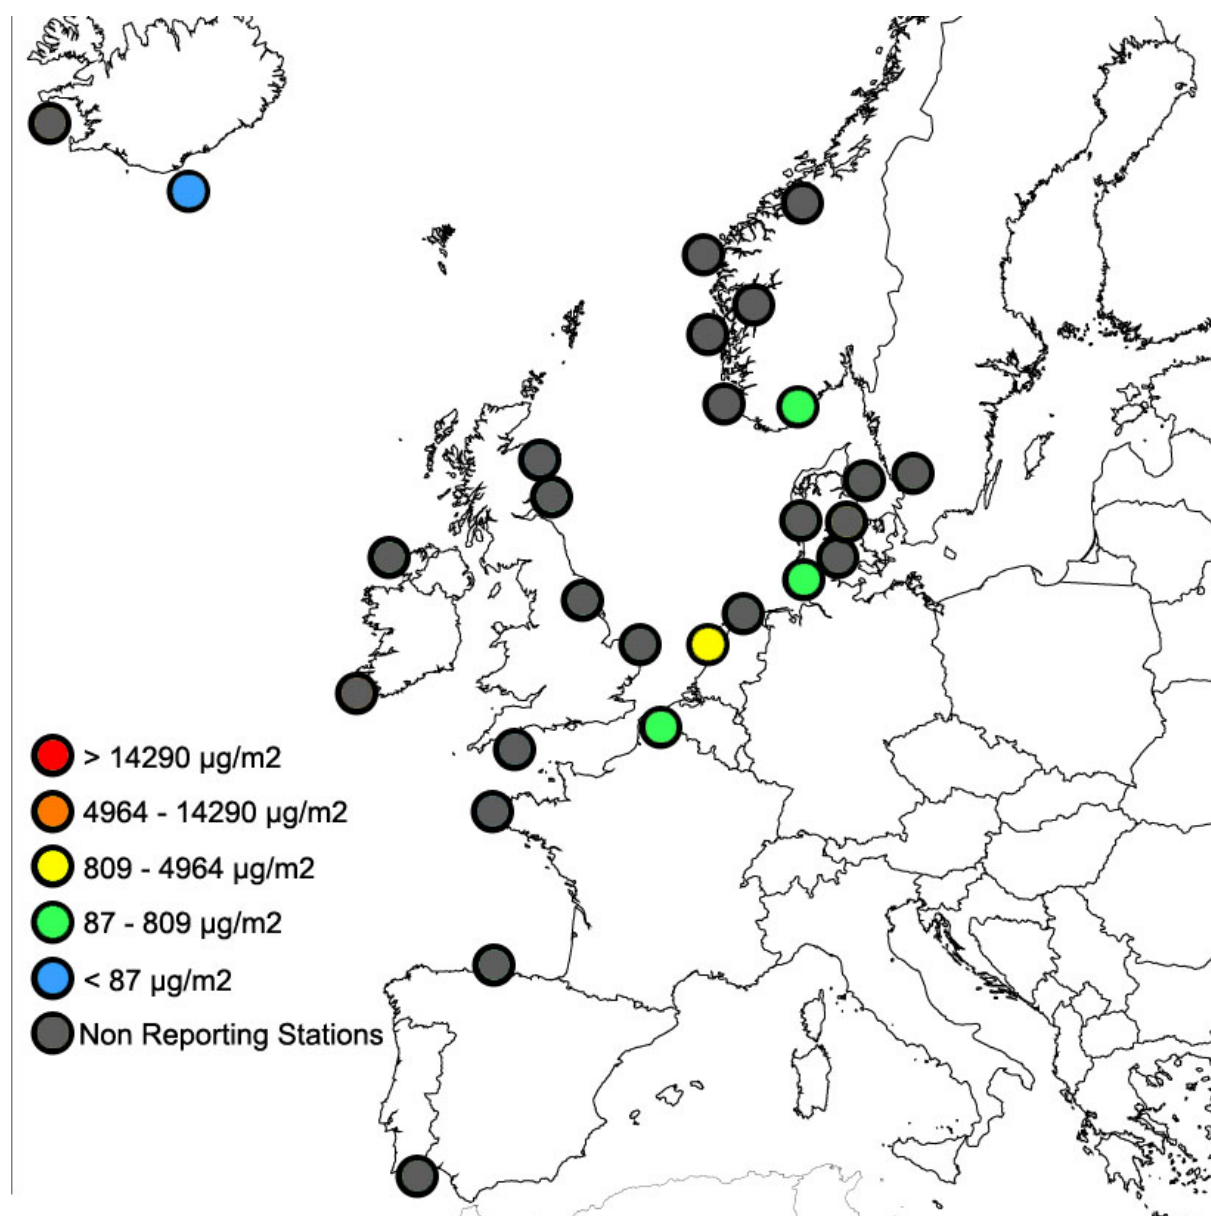 > 14290 µg/m2
4964 - 14290 µg/m2
809 - 4964 µg/m2
87 - 809 µg/m2
< 87 µg/m2
Non Reporting Stations